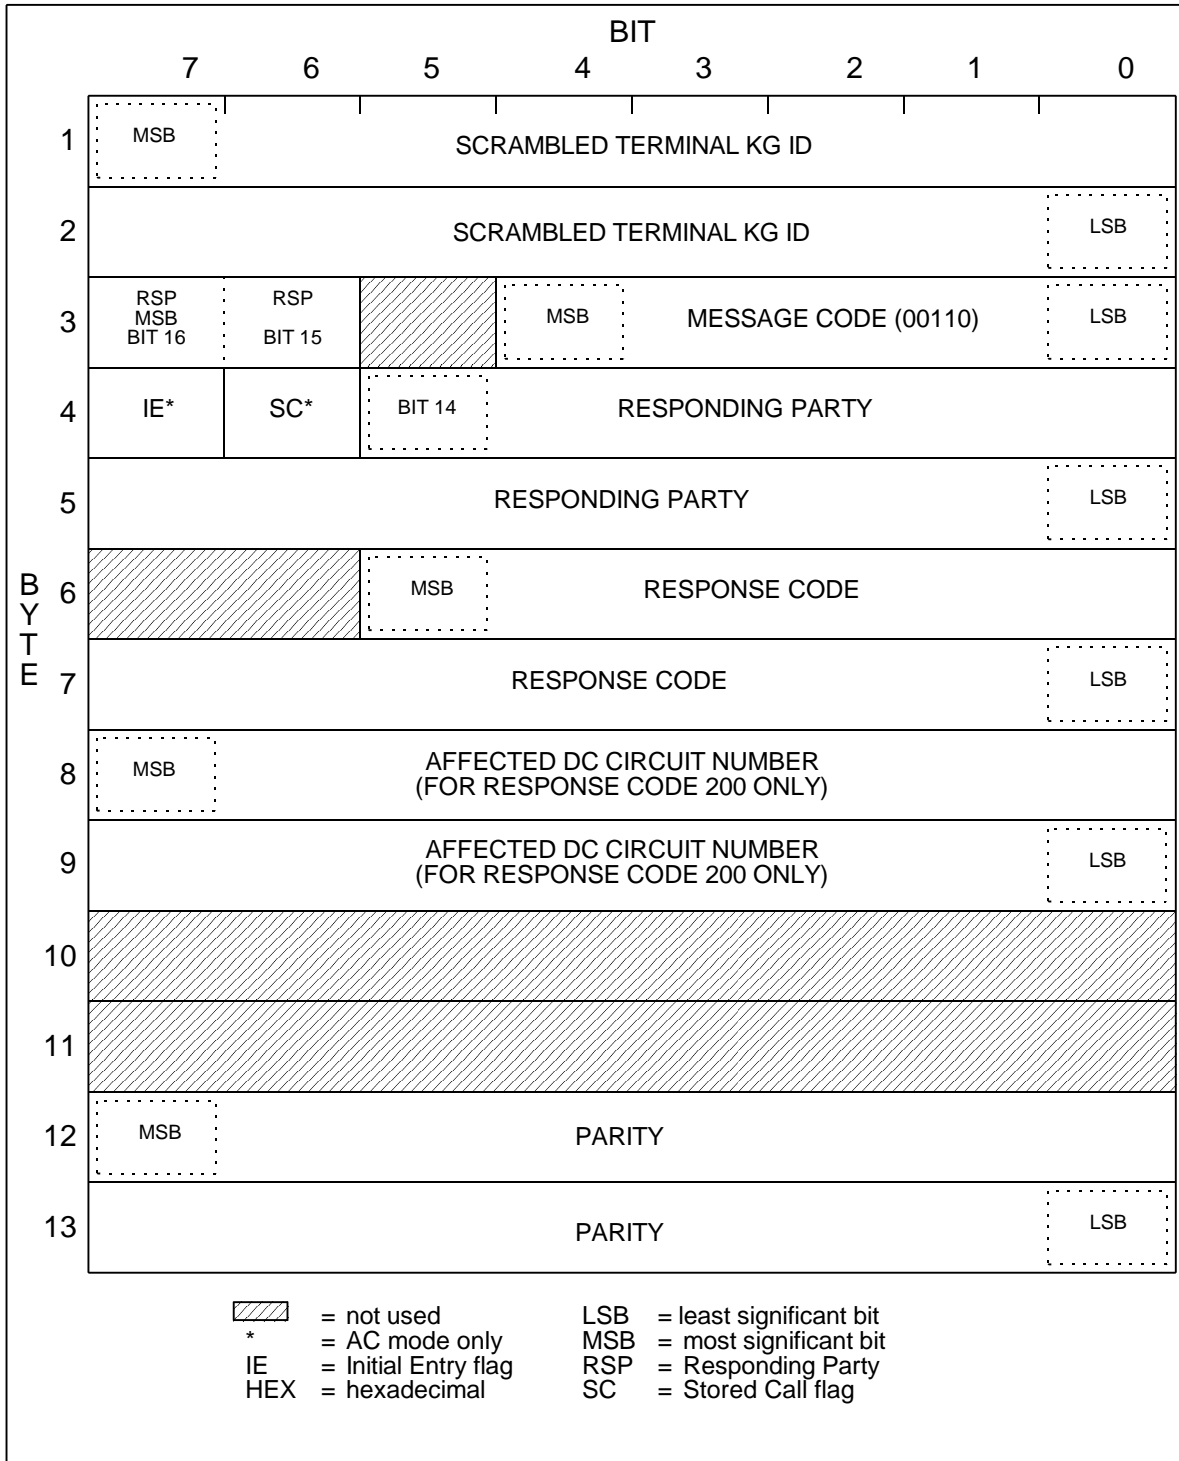 BIT
7 6 5 4 3 2 1 0
1 MSB SCRAMBLED TERMINAL KG ID
2 SCRAMBLED TERMINAL KG ID LSB
3 RSP MSB BIT 16 RSP BIT 15 MSB MESSAGE CODE (00110) LSB
4 IE* SC* BIT 14 RESPONDING PARTY
5 RESPONDING PARTY LSB
BYTE
6 MSB RESPONSE CODE
7 RESPONSE CODE LSB
8 MSB AFFECTED DC CIRCUIT NUMBER
(FOR RESPONSE CODE 200 ONLY)
9 AFFECTED DC CIRCUIT NUMBER LSB
(FOR RESPONSE CODE 200 ONLY)
10
11
12 MSB PARITY
13 PARITY LSB
= not used LSB = least significant bit
* = AC mode only MSB = most significant bit
IE = Initial Entry flag RSP = Responding Party
HEX = hexadecimal SC = Stored Call flag